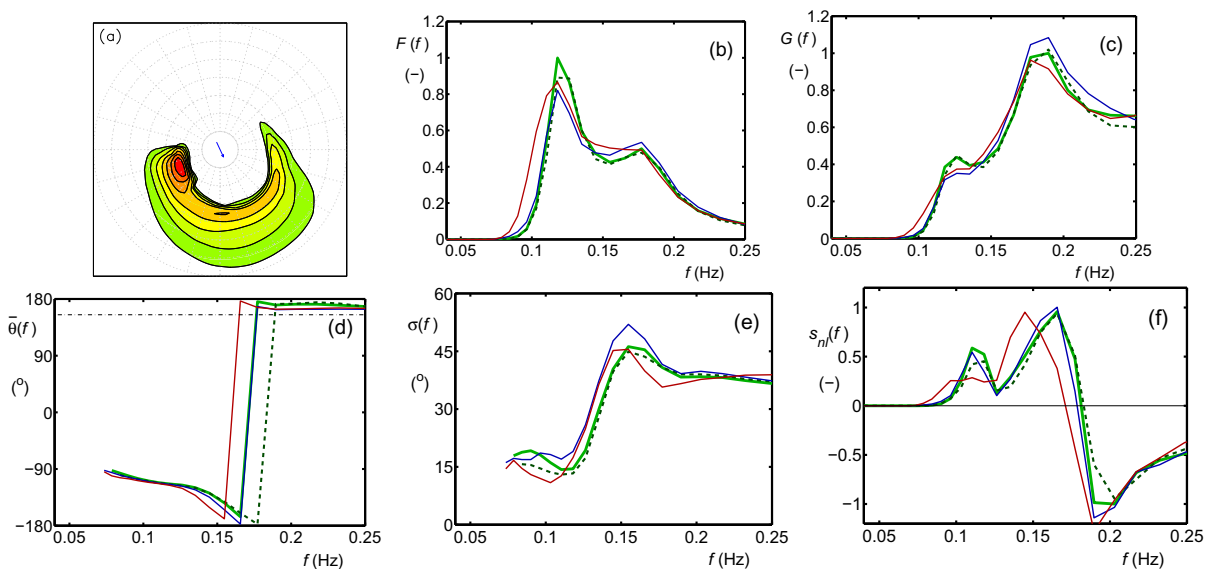 (a)
F (f)
(−)
(b)
1.2
1
0.8
0.6
0.4
0.2
0
0.05 0.1 0.15 0.2 0.25
f (Hz)
G (f)
(−)
(c)
1.2
1
0.8
0.6
0.4
0.2
0
0.05 0.1 0.15 0.2 0.25
f (Hz)
180
θ̅(f)
90
(°)
0
−90
−180
(d)
0.05 0.1 0.15 0.2 0.25
f (Hz)
60
σ(f)
45
(°)
30
15
0
(e)
0.05 0.1 0.15 0.2 0.25
f (Hz)
1
s_nl(f)
0.5
(−)
0
−0.5
−1
(f)
0.05 0.1 0.15 0.2 0.25
f (Hz)